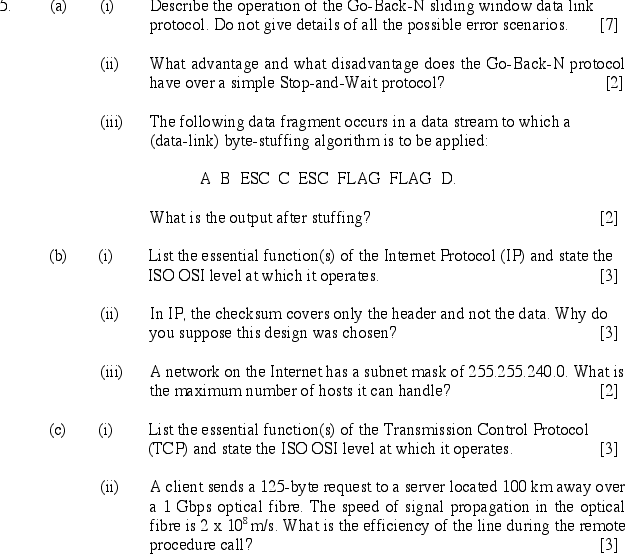 5. (a) (i) Describe the operation of the Go-Back-N sliding window data link
protocol. Do not give details of all the possible error scenarios. [7]
(ii) What advantage and what disadvantage does the Go-Back-N protocol
have over a simple Stop-and-Wait protocol? [2]
(iii) The following data fragment occurs in a data stream to which a
(data-link) byte-stuffing algorithm is to be applied:
A B ESC C ESC FLAG FLAG D.
What is the output after stuffing? [2]
(b) (i) List the essential function(s) of the Internet Protocol (IP) and state the
ISO OSI level at which it operates. [3]
(ii) In IP, the checksum covers only the header and not the data. Why do
you suppose this design was chosen? [3]
(iii) A network on the Internet has a subnet mask of 255.255.240.0. What is
the maximum number of hosts it can handle? [2]
(c) (i) List the essential function(s) of the Transmission Control Protocol
(TCP) and state the ISO OSI level at which it operates. [3]
(ii) A client sends a 125-byte request to a server located 100 km away over
a 1 Gbps optical fibre. The speed of signal propagation in the optical
fibre is 2 x 10⁸ m/s. What is the efficiency of the line during the remote
procedure call? [3]